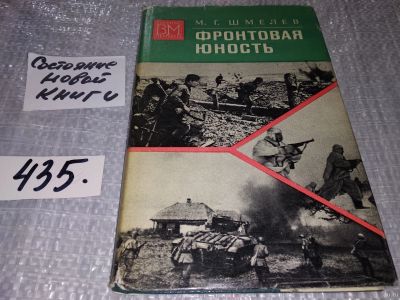 Состояние
новой
книги
435.
ВМ
М. Г. ШМЕЛЕВ
ФРОНТОВАЯ
ЮНОСТЬ